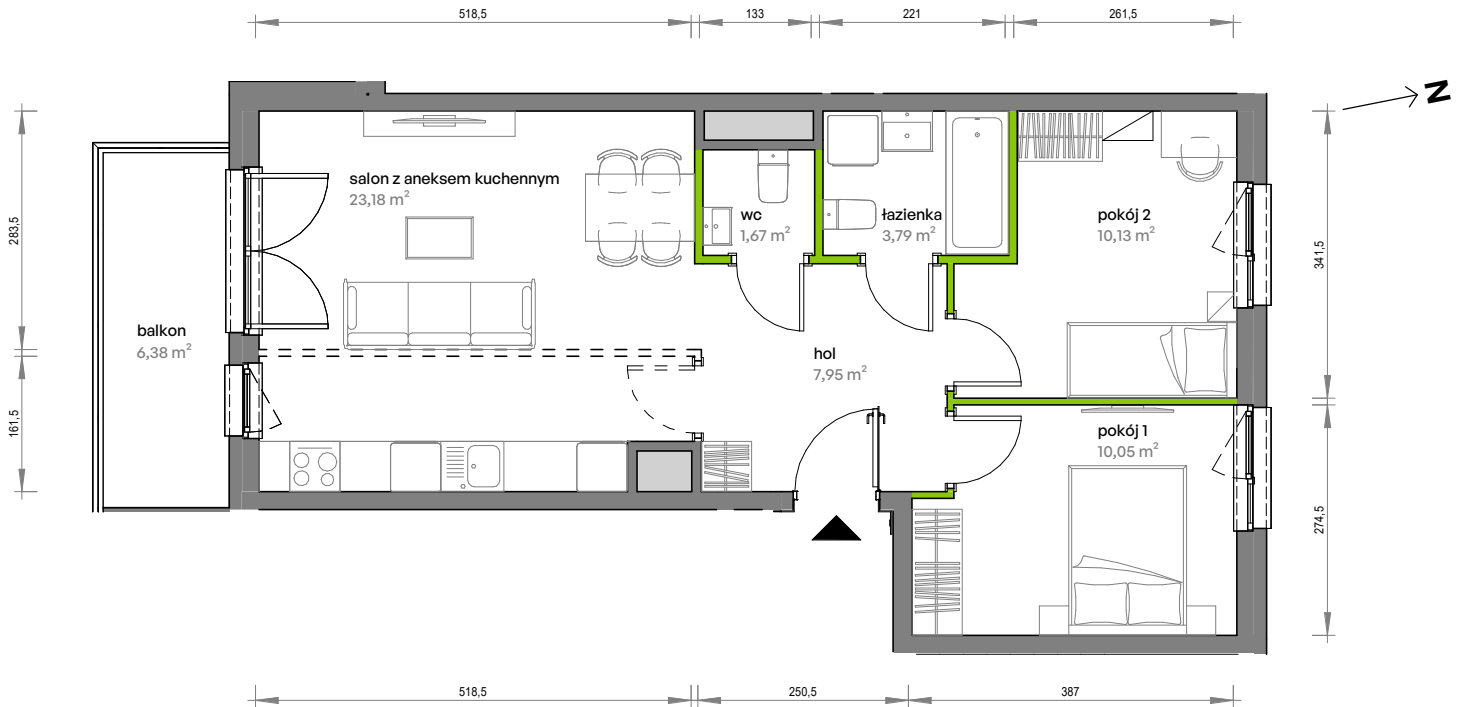 518,5
133
221
261,5
N
283,5
161,5
341,5
274,5
salon z aneksem kuchennym
23,18 m²
wc
1,67 m²
łazienka
3,79 m²
pokój 2
10,13 m²
balkon
6,38 m²
hol
7,95 m²
pokój 1
10,05 m²
518,5
250,5
387